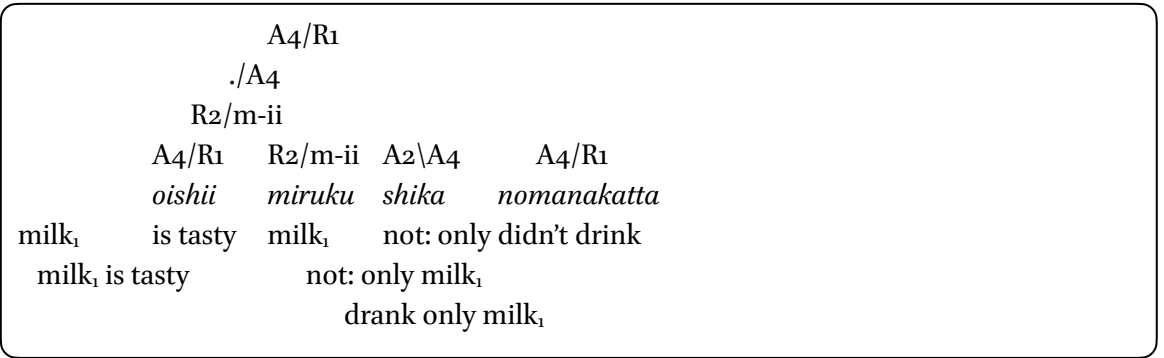 A4/R1
./A4
R2/m-ii
A4/R1 R2/m-ii A2\A4 A4/R1
oishii miruku shika nomanakatta
milk₁ is tasty milk₁ not: only didn’t drink
milk₁ is tasty not: only milk₁
drank only milk₁